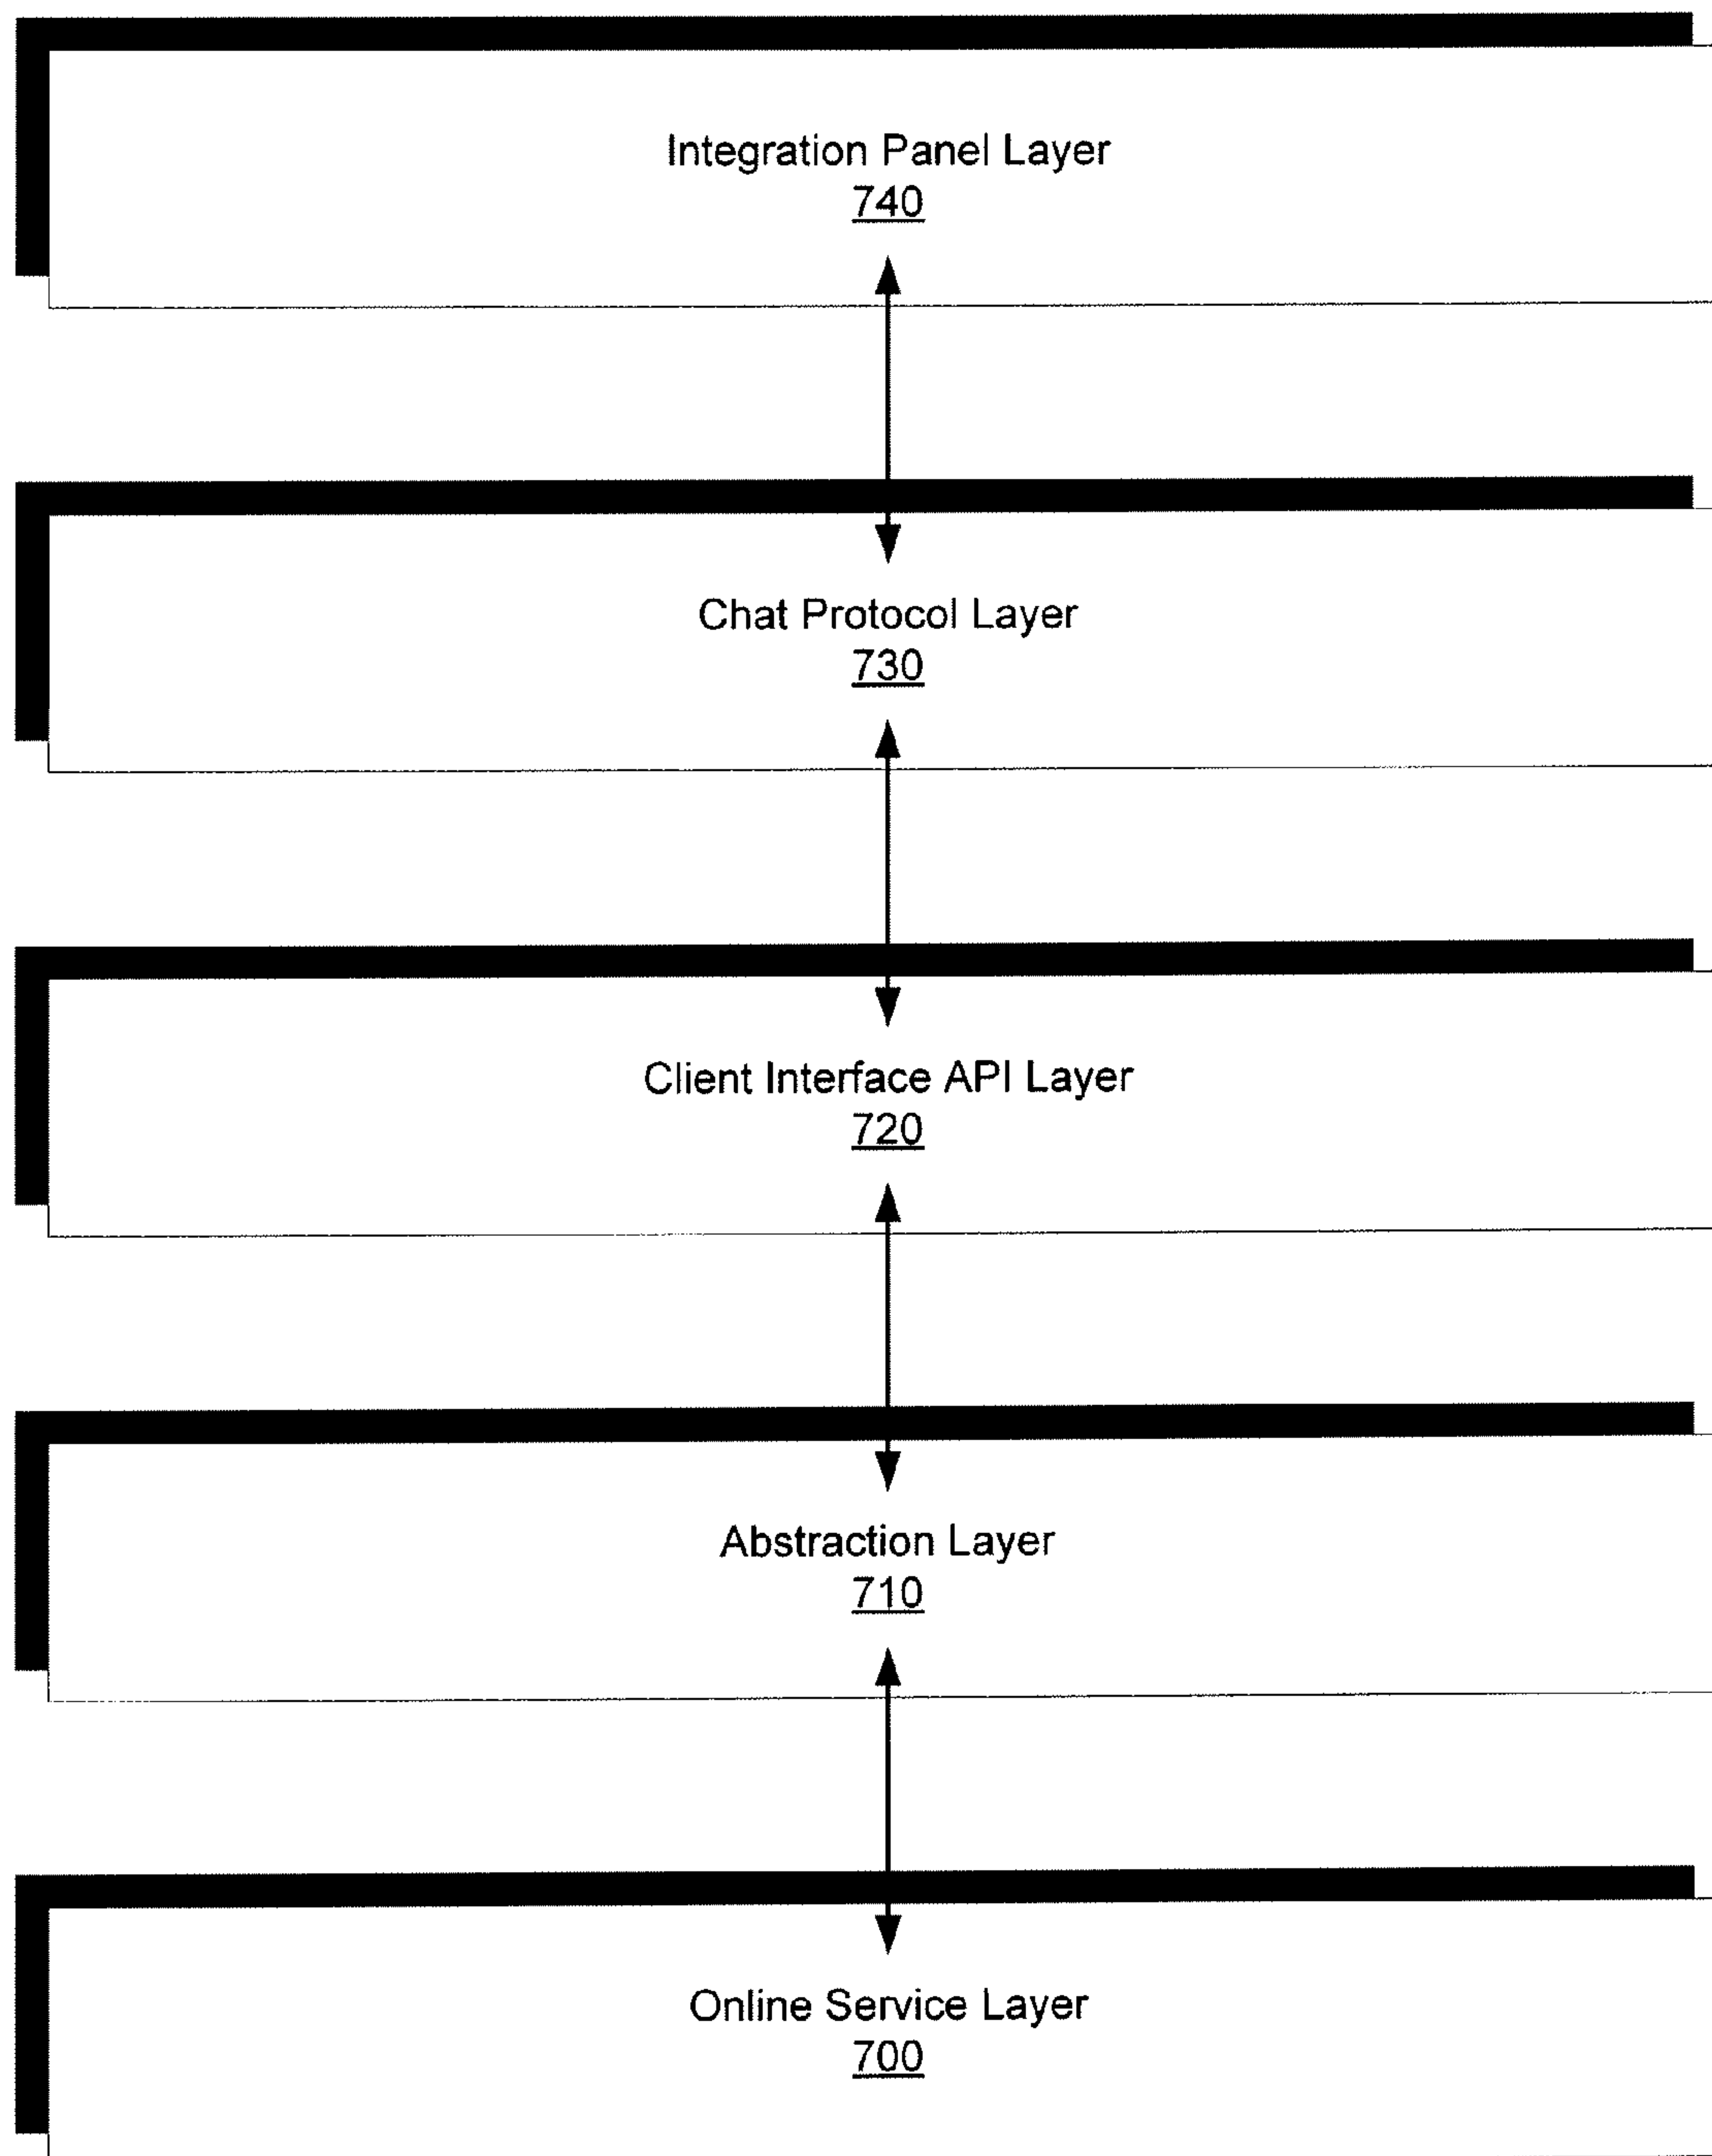 Integration Panel Layer
740
Chat Protocol Layer
730
Client Interface API Layer
720
Abstraction Layer
710
Online Service Layer
700